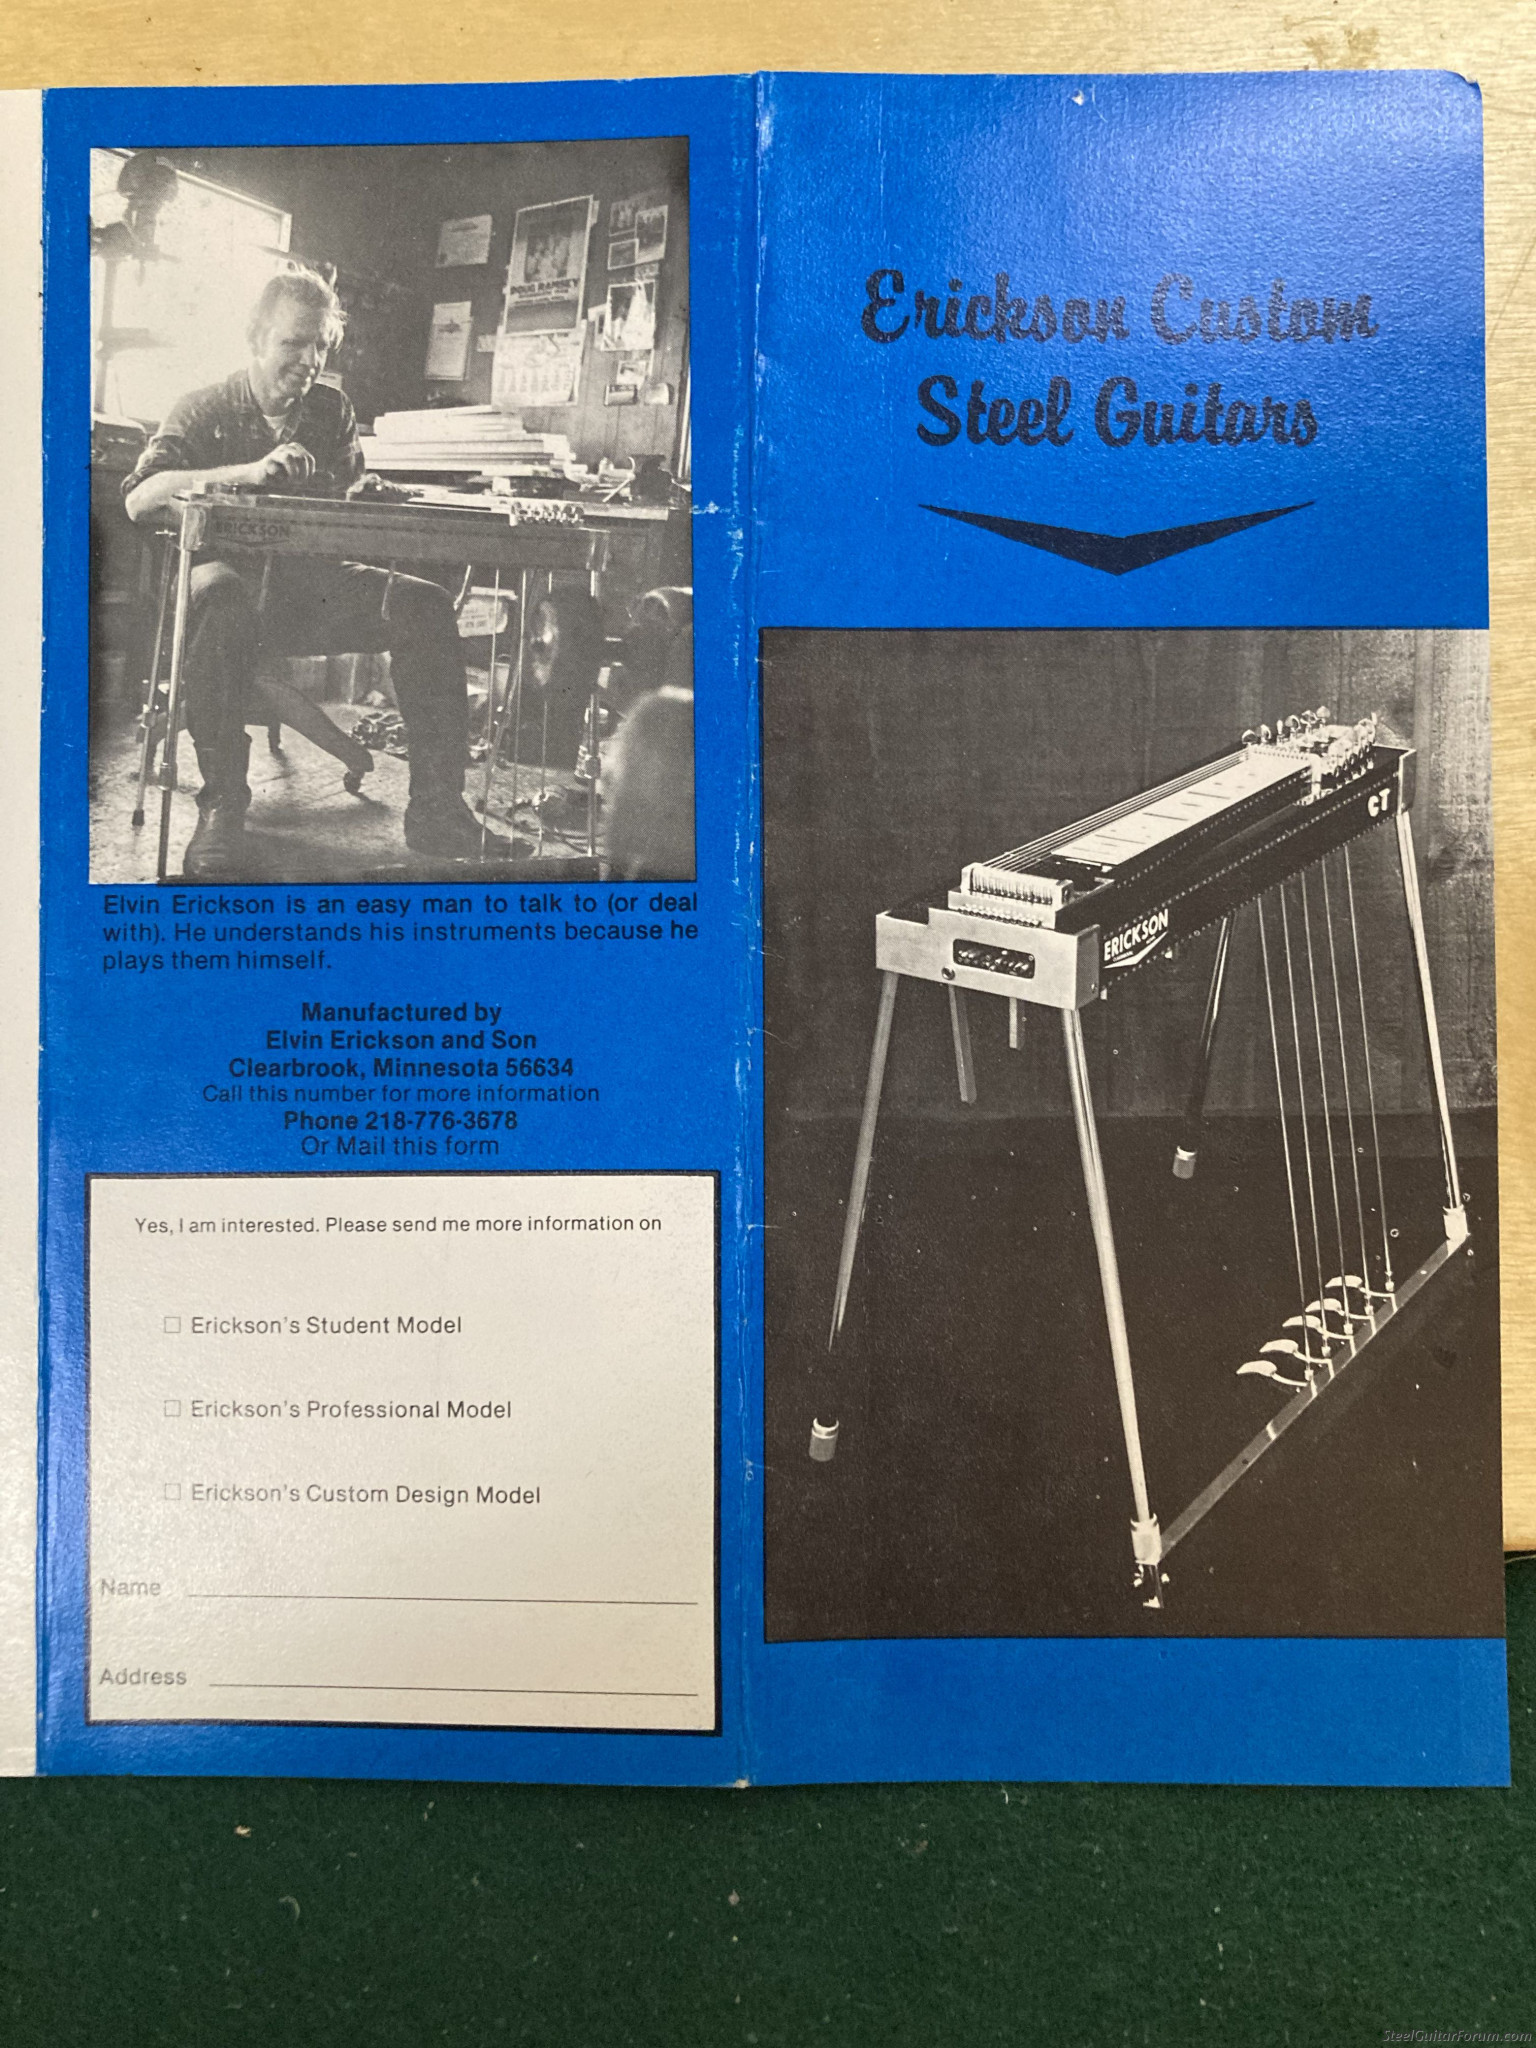 DOUG RAMSEY
ERICKSON
Elvin Erickson is an easy man to talk to (or deal
with). He understands his instruments because he
plays them himself.
Manufactured by
Elvin Erickson and Son
Clearbrook, Minnesota 56634
Call this number for more information
Phone 218-776-3678
Or Mail this form
Yes, I am interested. Please send me more information on
☐ Erickson's Student Model
☐ Erickson's Professional Model
☐ Erickson's Custom Design Model
Name
Address
Erickson Custom
Steel Guitars
CT
ERICKSON
SteelGuitarForum.com